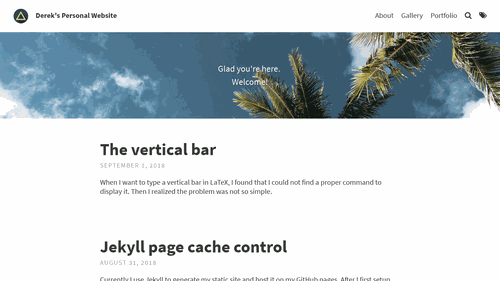 Derek's Personal Website
About Gallery Portfolio
Glad you're here.
Welcome!
The vertical bar
SEPTEMBER 1, 2018
When I want to type a vertical bar in LaTeX, I found that I could not find a proper command to
display it. Then I realized the problem was not so simple.
Jekyll page cache control
AUGUST 31, 2018
Currently I use Jekyll to generate my static site and host it on my GitHub pages. After I first setup